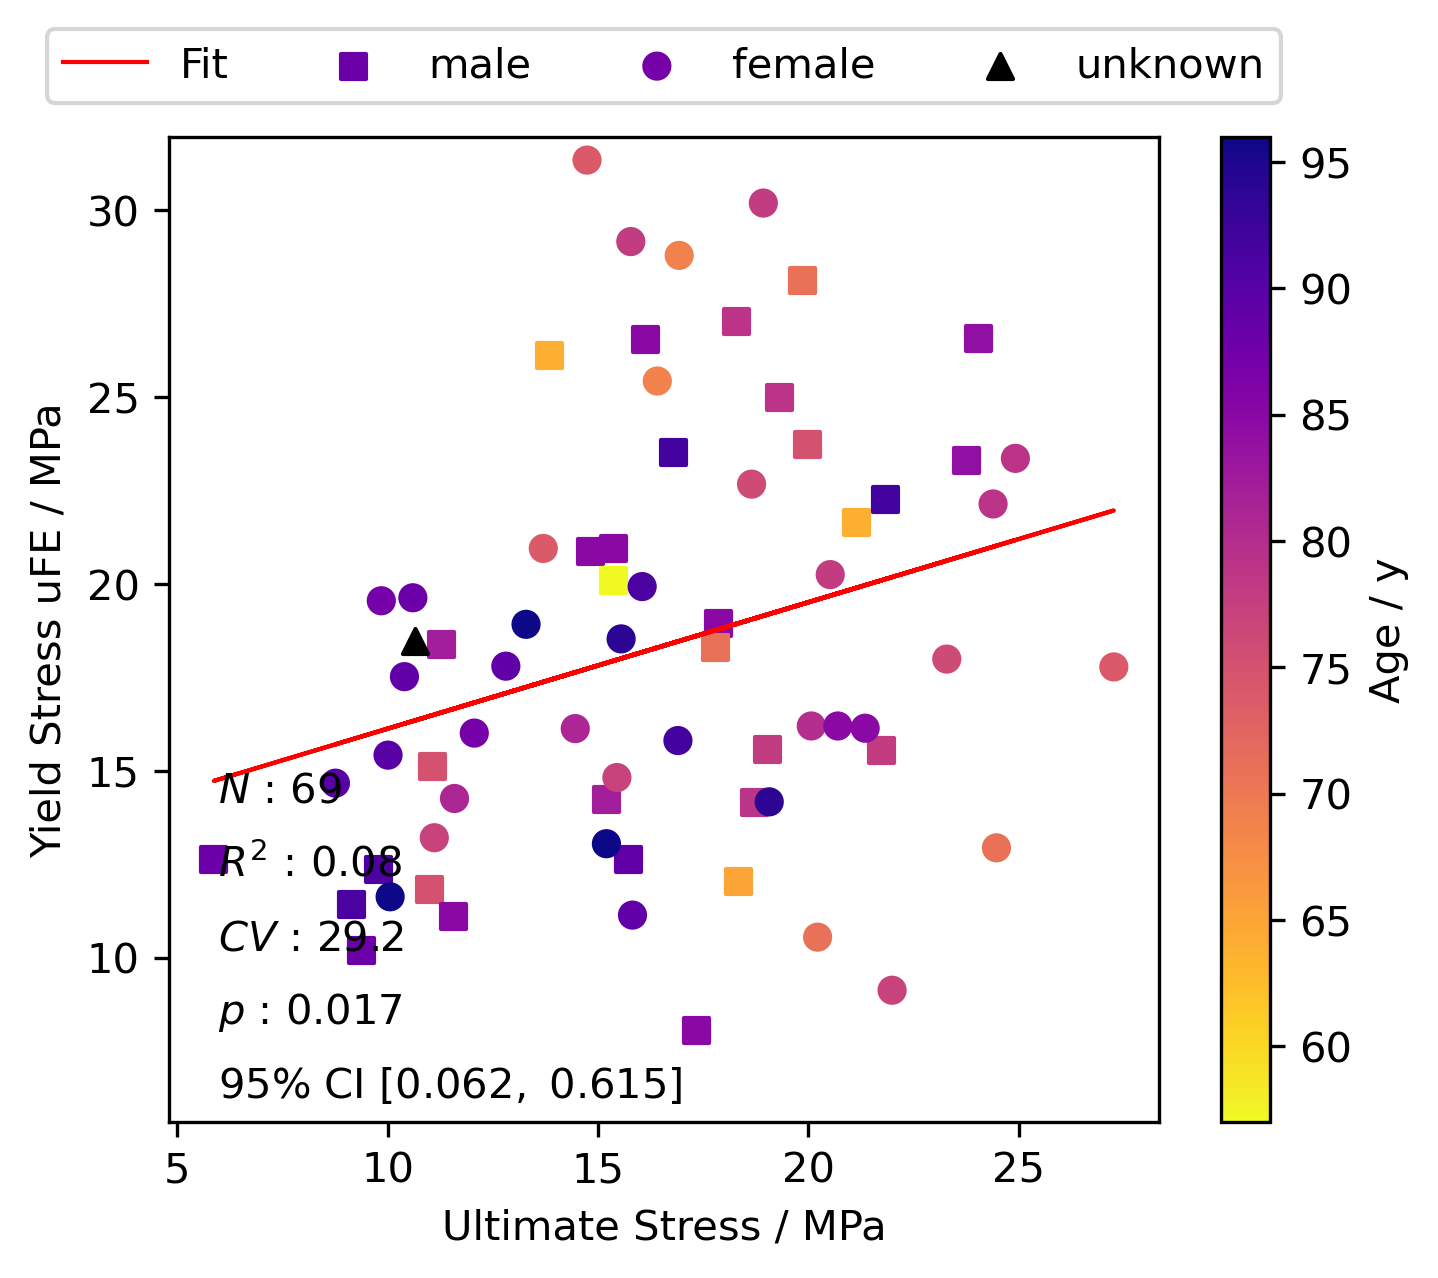 Fit male female unknown
30
25
20
15
10
5 10 15 20 25
Yield Stress uFE / MPa
Ultimate Stress / MPa
N : 69
R² : 0.08
CV : 29.2
p : 0.017
95% CI [0.062, 0.615]
95
90
85
80
75
70
65
60
Age / y